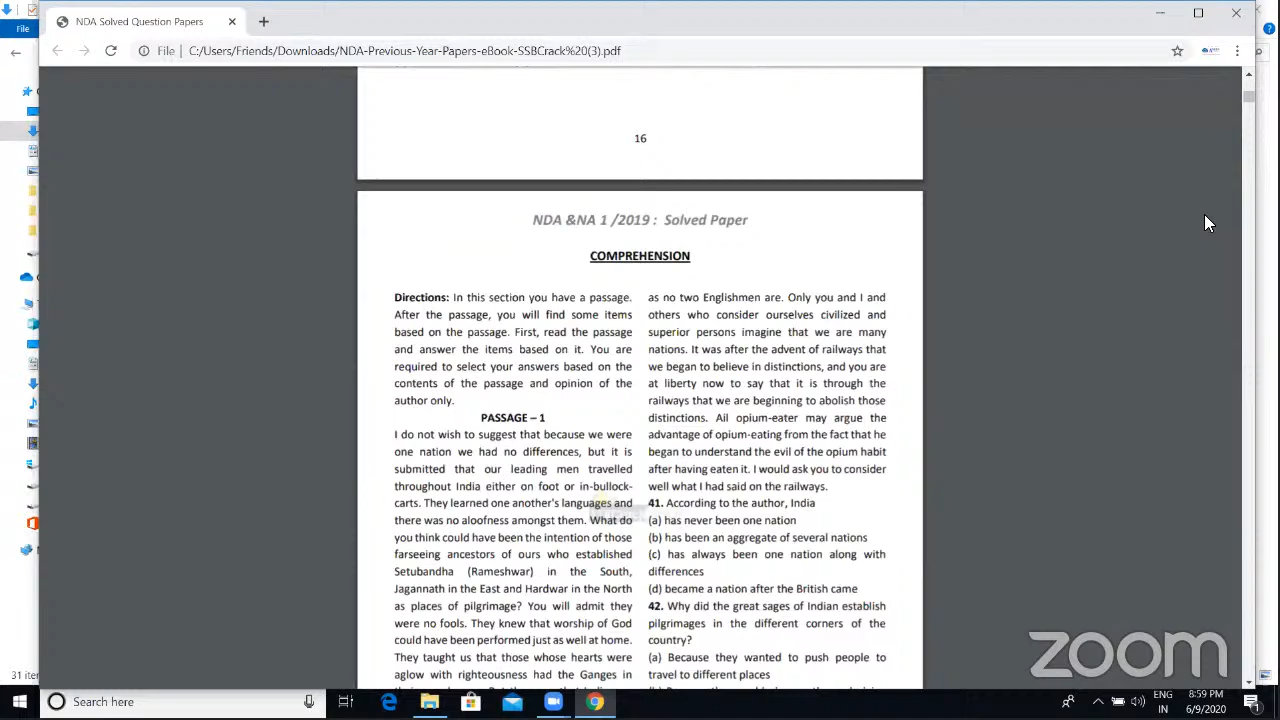 NDA Solved Question Papers
File | C:/Users/Friends/Downloads/NDA-Previous-Year-Papers-eBook-SSBCrack%20(3).pdf
16
NDA &NA 1 /2019 : Solved Paper
COMPREHENSION
Directions: In this section you have a passage.
After the passage, you will find some items
based on the passage. First, read the passage
and answer the items based on it. You are
required to select your answers based on the
contents of the passage and opinion of the
author only.
PASSAGE – 1
I do not wish to suggest that because we were
one nation we had no differences, but it is
submitted that our leading men travelled
throughout India either on foot or in-bullock-
carts. They learned one another's languages and
there was no aloofness amongst them. What do
you think could have been the intention of those
farseeing ancestors of ours who established
Setubandha (Rameshwar) in the South,
Jagannath in the East and Hardwar in the North
as places of pilgrimage? You will admit they
were no fools. They knew that worship of God
could have been performed just as well at home.
They taught us that those whose hearts were
aglow with righteousness had the Ganges in
as no two Englishmen are. Only you and I and
others who consider ourselves civilized and
superior persons imagine that we are many
nations. It was after the advent of railways that
we began to believe in distinctions, and you are
at liberty now to say that it is through the
railways that we are beginning to abolish those
distinctions. All opium-eater may argue the
advantage of opium-eating from the fact that he
began to understand the evil of the opium habit
after having eaten it. I would ask you to consider
well what I had said on the railways.
41. According to the author, India
(a) has never been one nation
(b) has been an aggregate of several nations
(c) has always been one nation along with
differences
(d) became a nation after the British came
42. Why did the great sages of Indian establish
pilgrimages in the different corners of the
country?
(a) Because they wanted to push people to
travel to different places
zoom
31 iter
Search here
ENG
IN
8:59 PM
6/9/2020